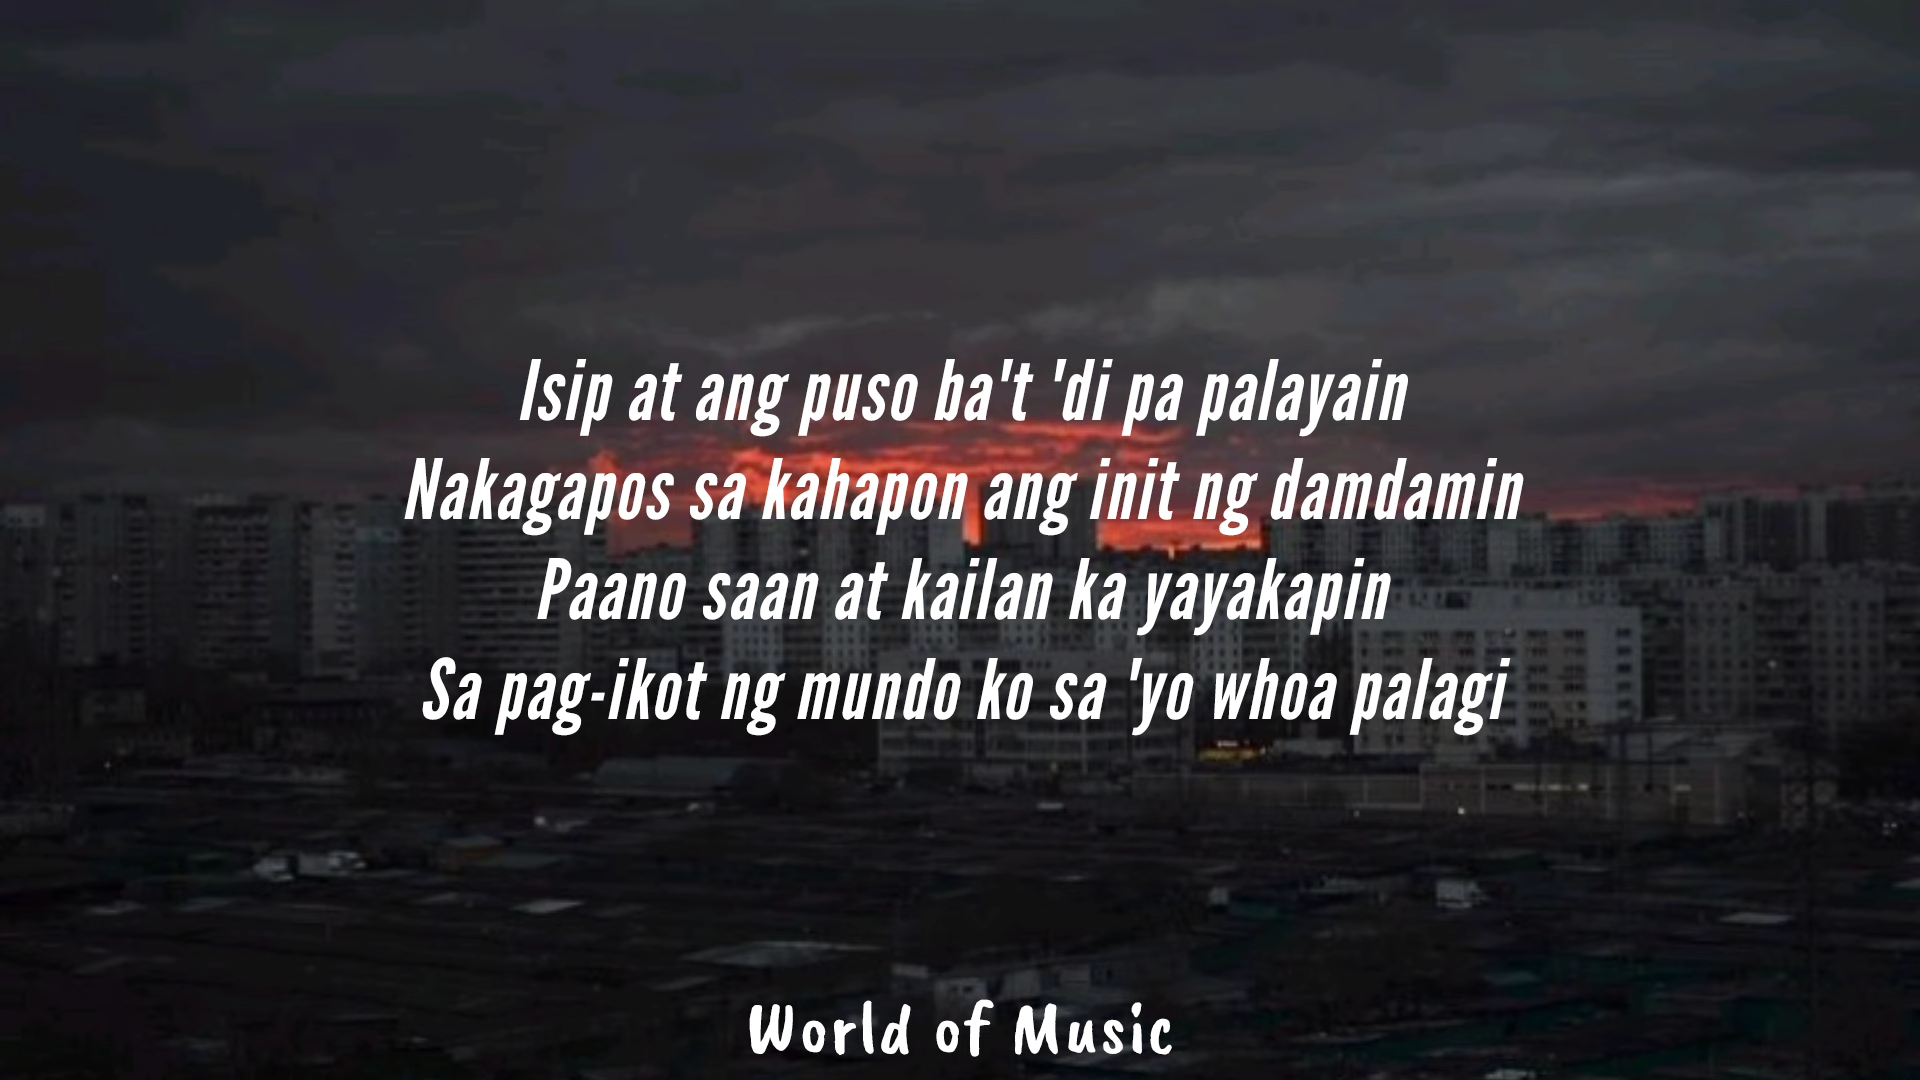 Isip at ang puso ba't 'di pa palayain
Nakagapos sa kahapon ang init ng damdamin
Paano saan at kailan ka yayakapin
Sa pag-ikot ng mundo ko sa 'yo whoa palagi
World of Music